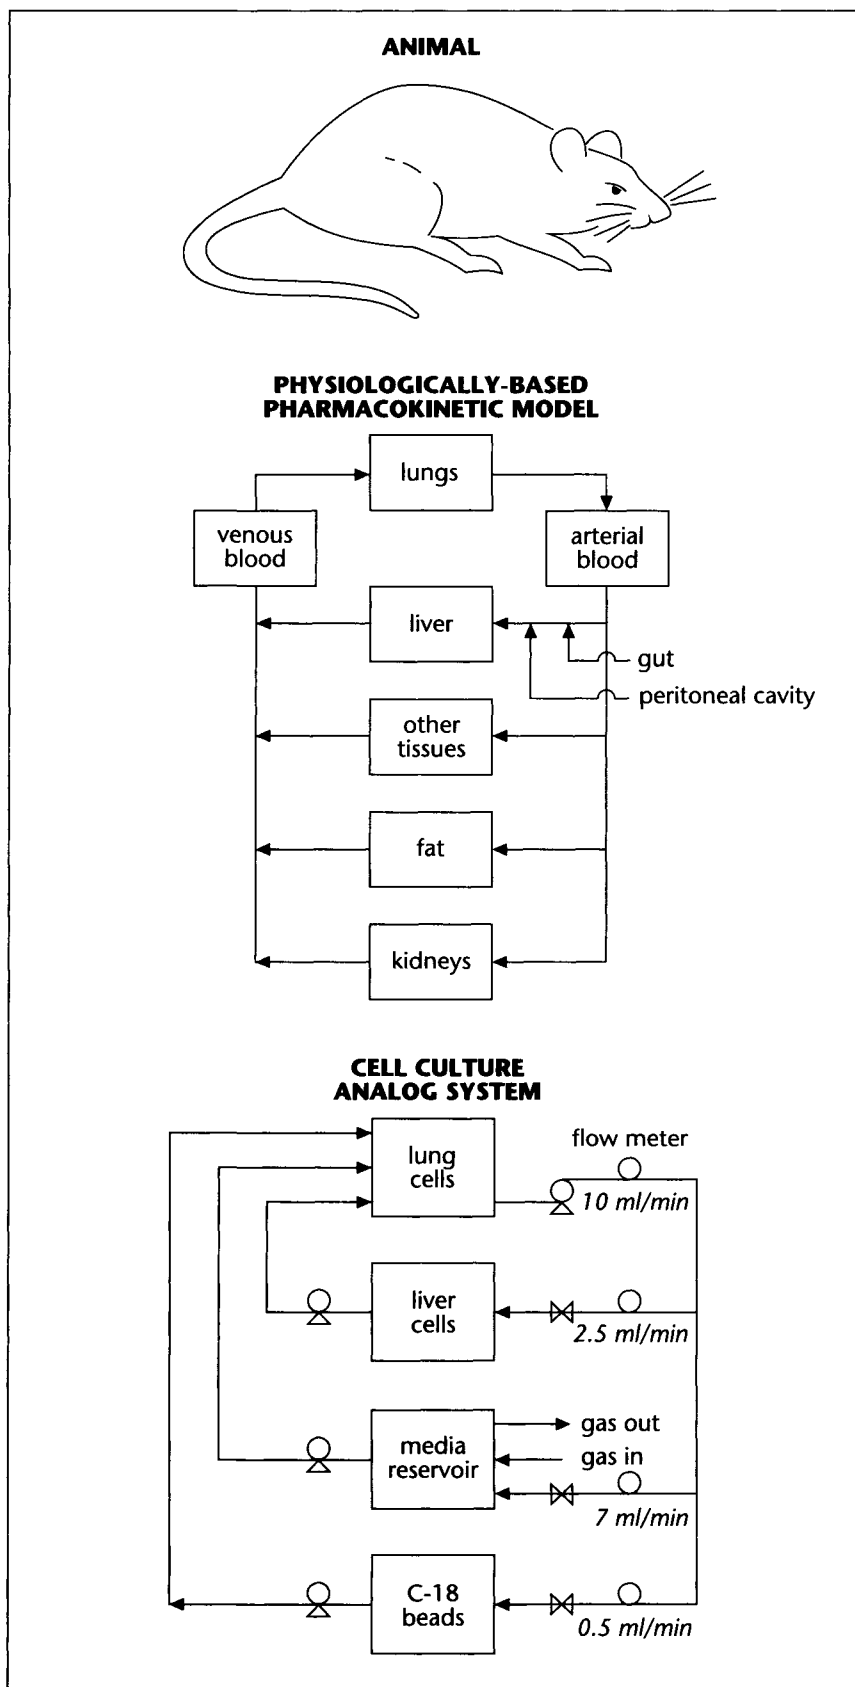 ANIMAL
PHYSIOLOGICALLY-BASED
PHARMACOKINETIC MODEL
lungs
venous
blood
arterial
blood
liver
gut
peritoneal cavity
other
tissues
fat
kidneys
CELL CULTURE
ANALOG SYSTEM
flow meter
lung
cells
10 ml/min
liver
cells
2.5 ml/min
gas out
media
reservoir
gas in
7 ml/min
C-18
beads
0.5 ml/min